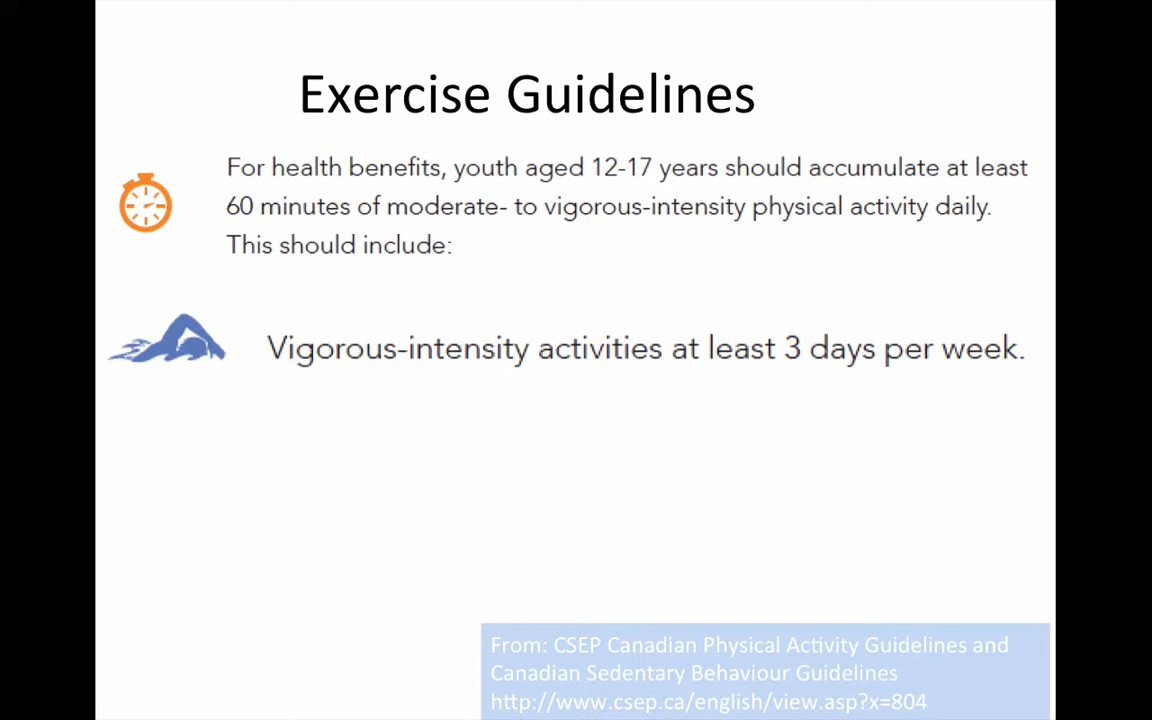 Exercise Guidelines
For health benefits, youth aged 12-17 years should accumulate at least
60 minutes of moderate- to vigorous-intensity physical activity daily.
This should include:
Vigorous-intensity activities at least 3 days per week.
From: CSEP Canadian Physical Activity Guidelines and
Canadian Sedentary Behaviour Guidelines
http://www.csep.ca/english/view.asp?x=804